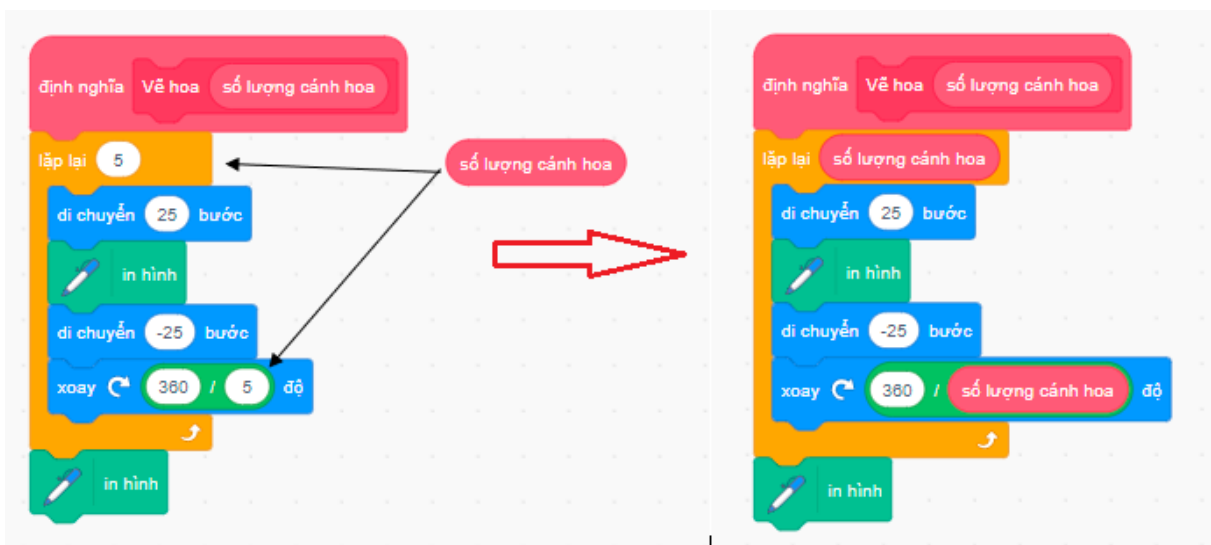 định nghĩa Vẽ hoa số lượng cánh hoa
lặp lại 5
di chuyển 25 bước
in hình
di chuyển -25 bước
xoay 360 / 5 độ
in hình
số lượng cánh hoa
định nghĩa Vẽ hoa số lượng cánh hoa
lặp lại số lượng cánh hoa
di chuyển 25 bước
in hình
di chuyển -25 bước
xoay 360 / số lượng cánh hoa độ
in hình